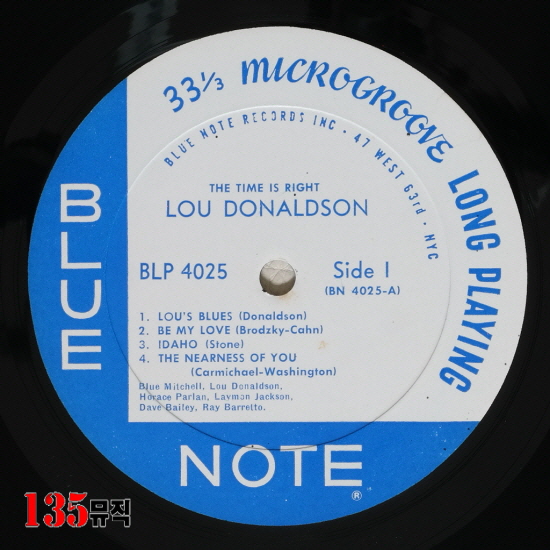 33 1/3 MICROGROOVE LONG PLAYING
BLUE NOTE RECORDS INC · 47 WEST 63rd · NYC
THE TIME IS RIGHT
LOU DONALDSON
BLP 4025
Side 1
(BN 4025-A)
1. LOU'S BLUES (Donaldson)
2. BE MY LOVE (Brodzky-Cahn)
3. IDAHO (Stone)
4. THE NEARNESS OF YOU
(Carmichael-Washington)
Blue Mitchell, Lou Donaldson,
Horace Parlan, Laymon Jackson,
Dave Bailey, Ray Barretto.
BLUE
NOTE®
135뮤직